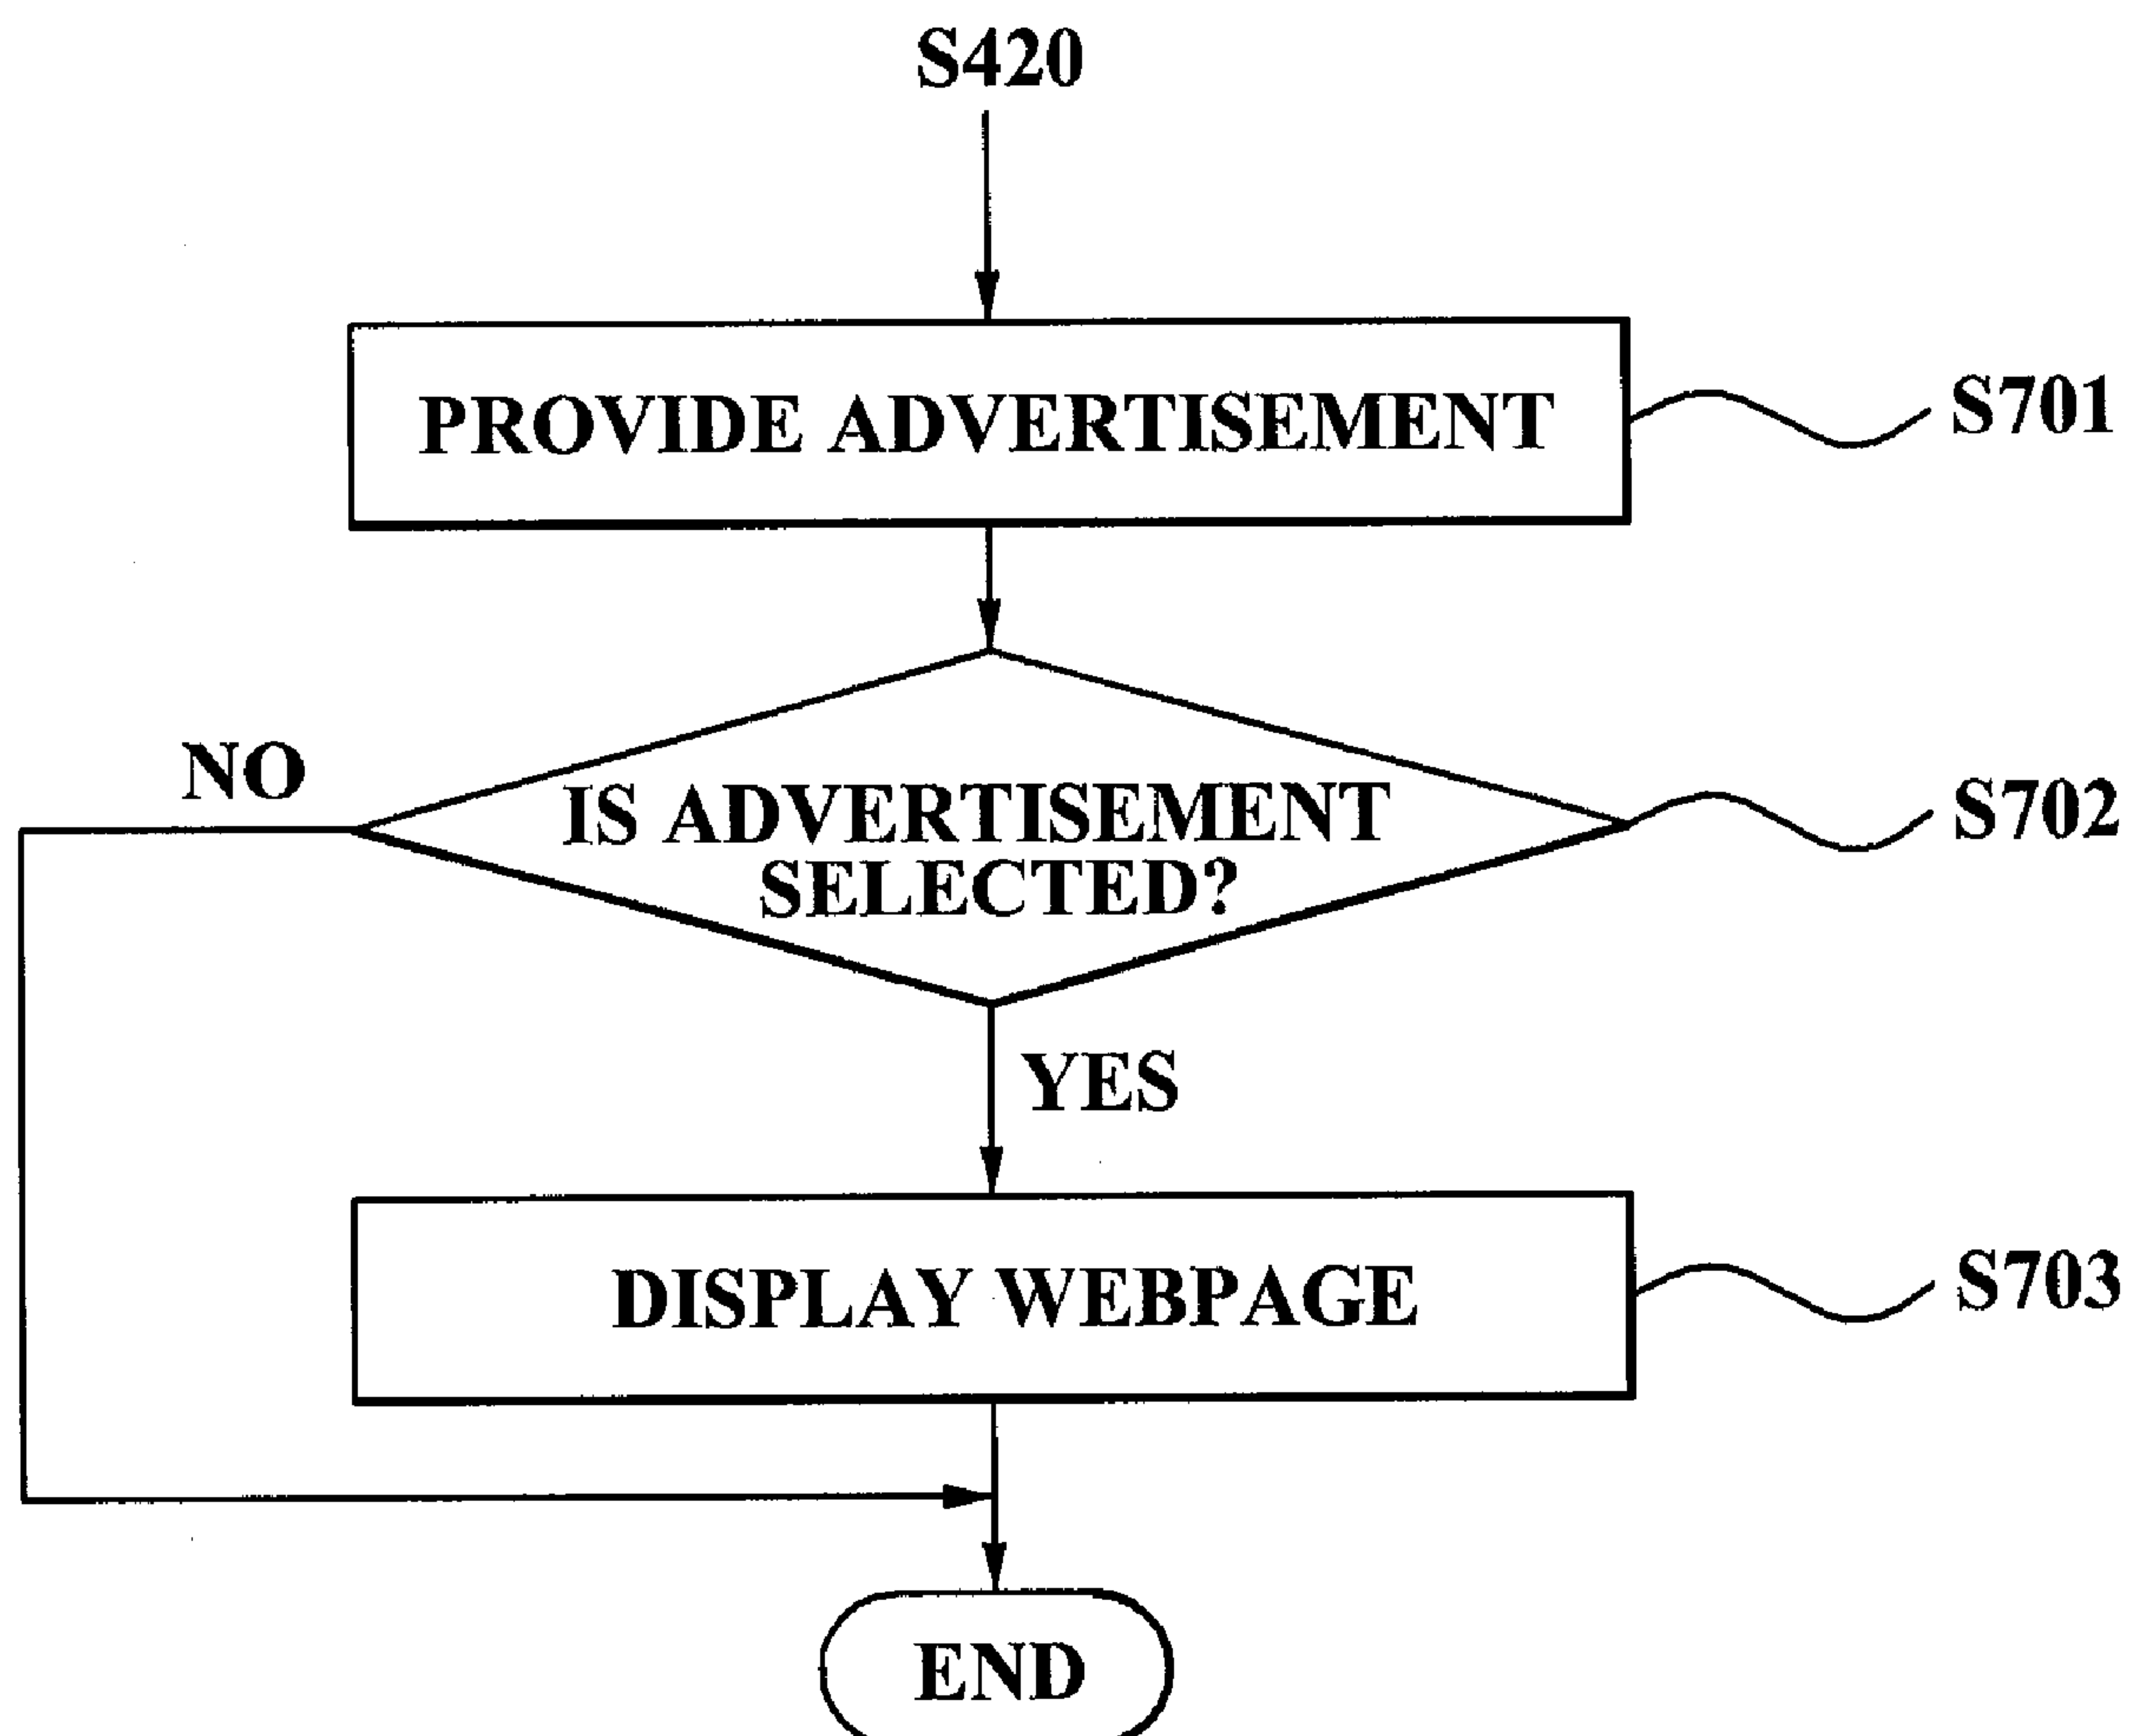 S420
PROVIDE ADVERTISEMENT
S701
NO
IS ADVERTISEMENT
SELECTED?
S702
YES
DISPLAY WEBPAGE
S703
END